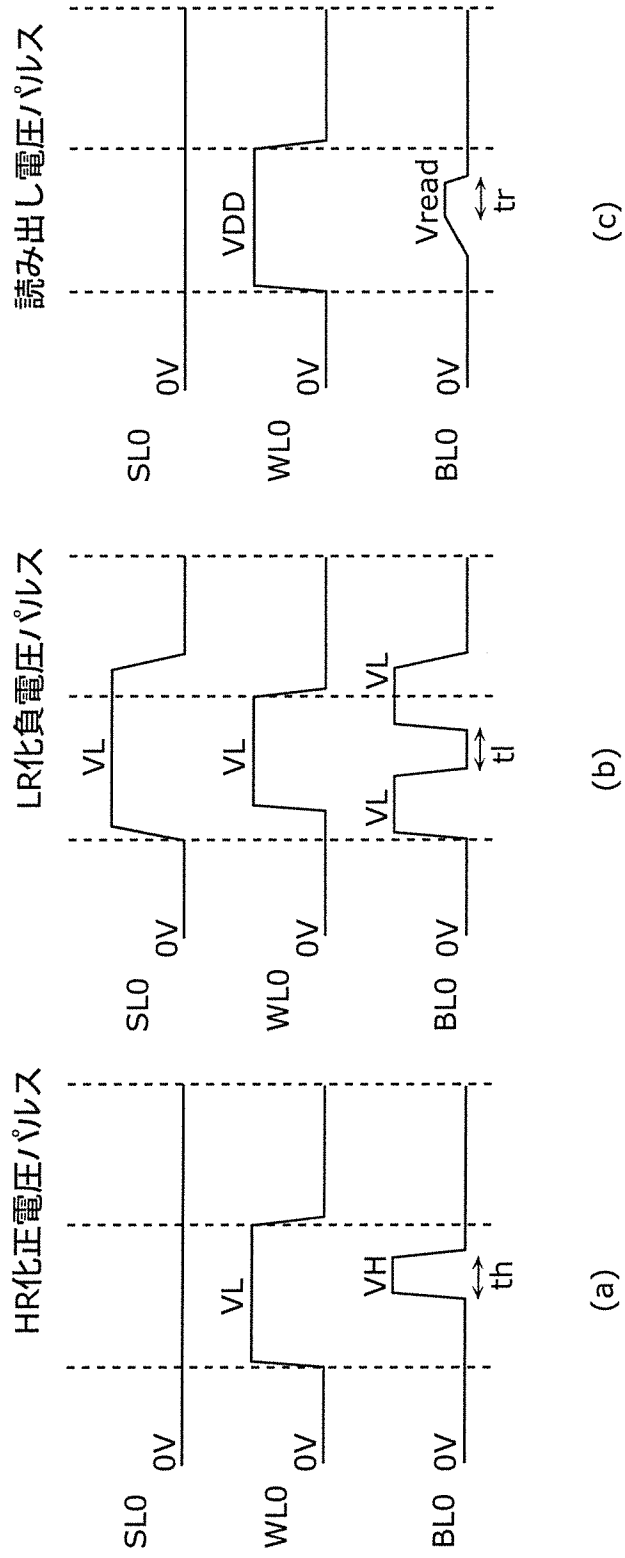 HR化正電圧パルス
SL0
0V
WL0
0V
VL
BL0
0V
VH
th
(a)
LR化負電圧パルス
SL0
0V
VL
WL0
0V
VL
BL0
0V
VL
VL
tl
(b)
読み出し電圧パルス
SL0
0V
WL0
0V
VDD
BL0
0V
Vread
tr
(c)